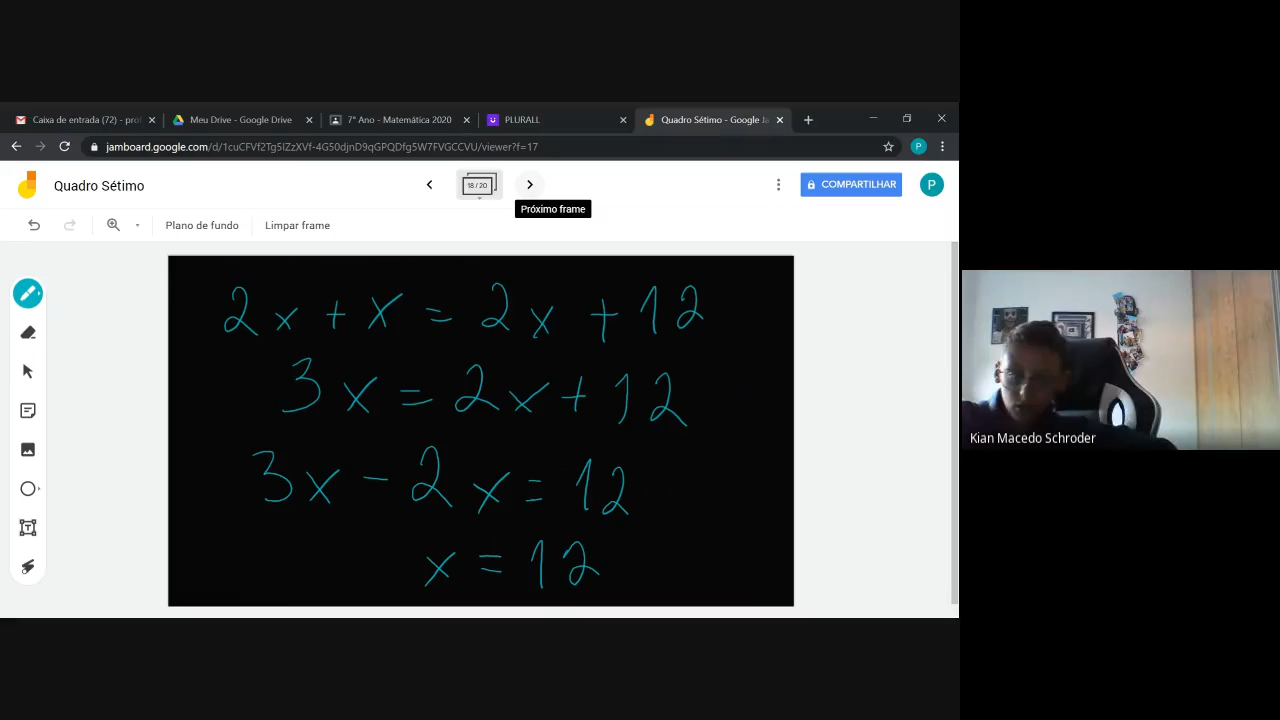 Caixa de entrada (72) - prof
Meu Drive - Google Drive
7° Ano - Matemática 2020
PLURALL
Quadro Sétimo - Google Ja
jamboard.google.com/d/1cuCFVf2Tg5IZzXVf-4G50djnD9qGPQDfg5W7FVGCCVU/viewer?f=17
P
Quadro Sétimo
18 / 20
COMPARTILHAR
P
Próximo frame
Plano de fundo
Limpar frame
2x + x = 2x + 12
3x = 2x + 12
3x - 2x = 12
x = 12
Kian Macedo Schroder